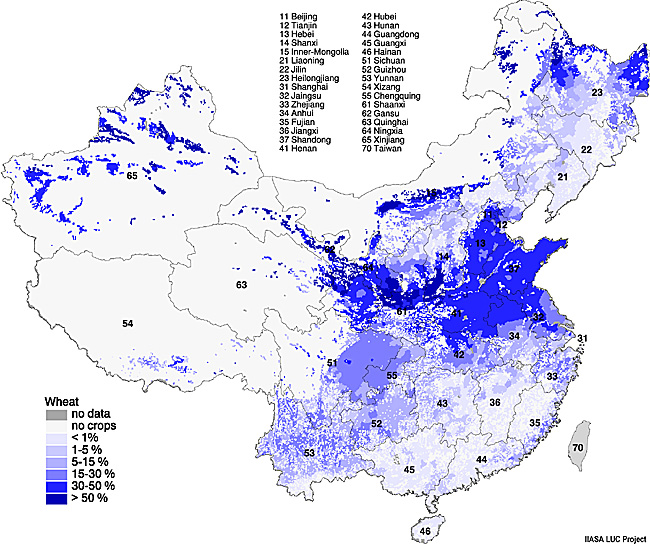 11 Beijing
12 Tianjin
13 Hebei
14 Shanxi
15 Inner-Mongolia
21 Liaoning
22 Jilin
23 Heilongjiang
31 Shanghai
32 Jaingsu
33 Zhejiang
34 Anhui
35 Fujian
36 Jiangxi
37 Shandong
41 Henan
42 Hubei
43 Hunan
44 Guangdong
45 Guangxi
46 Hainan
51 Sichuan
52 Guizhou
53 Yunnan
54 Xizang
55 Chengquing
61 Shaanxi
62 Gansu
63 Quinghai
64 Ningxia
65 Xinjiang
70 Taiwan
23
22
65
21
15
11
12
13
62
14
37
64
63
61
41
32
54
34
31
42
51
55
33
43
36
52
35
53
70
45
44
46
Wheat
no data
no crops
< 1%
1-5 %
5-15 %
15-30 %
30-50 %
> 50 %
IIASA LUC Project